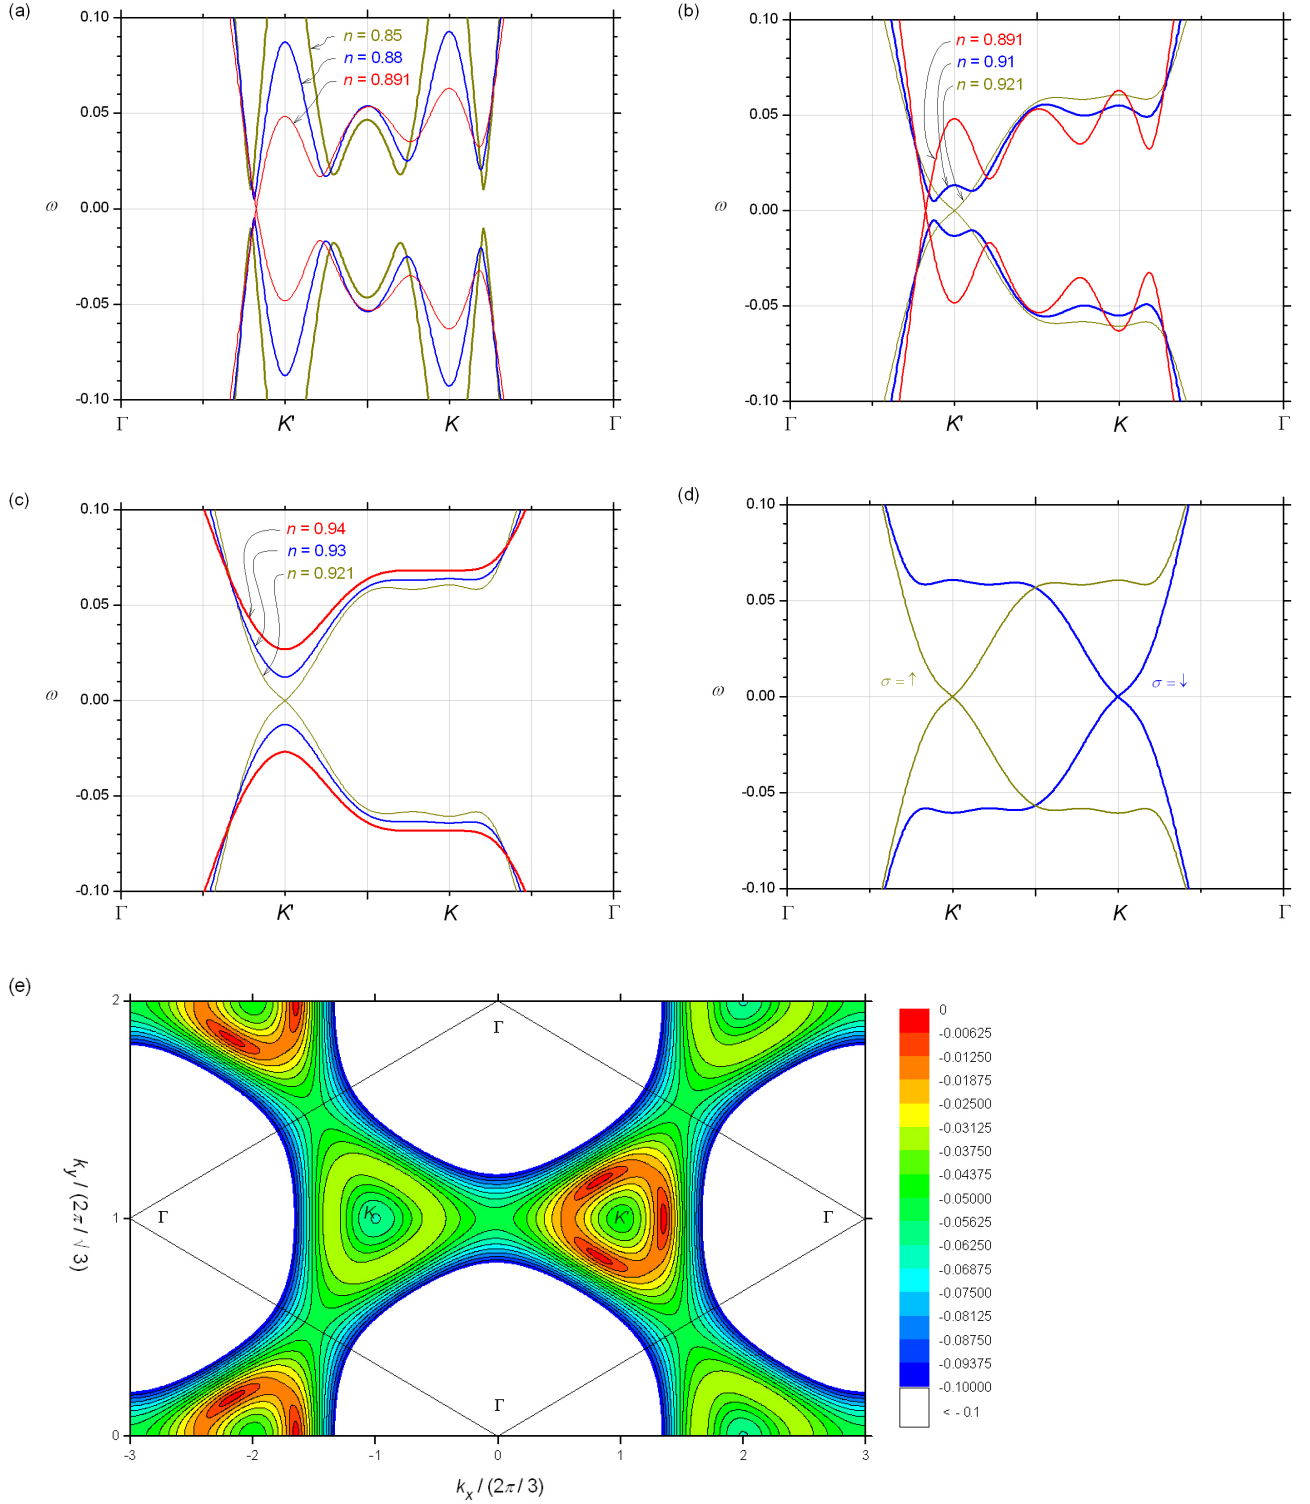 (a)
0.10
0.05
0.00
-0.05
-0.10
ω
n = 0.85
n = 0.88
n = 0.891
Γ K' K Γ
(b)
0.10
0.05
0.00
-0.05
-0.10
ω
n = 0.891
n = 0.91
n = 0.921
Γ K' K Γ
(c)
0.10
0.05
0.00
-0.05
-0.10
ω
n = 0.94
n = 0.93
n = 0.921
Γ K' K Γ
(d)
0.10
0.05
0.00
-0.05
-0.10
ω
σ = ↑
σ = ↓
Γ K' K Γ
(e)
2
1
0
k_y / (2π / √3)
Γ
Γ
K
K'
Γ
Γ
-3 -2 -1 0 1 2 3
k_x / (2π / 3)
0
-0.00625
-0.01250
-0.01875
-0.02500
-0.03125
-0.03750
-0.04375
-0.05000
-0.05625
-0.06250
-0.06875
-0.07500
-0.08125
-0.08750
-0.09375
-0.10000
< - 0.1